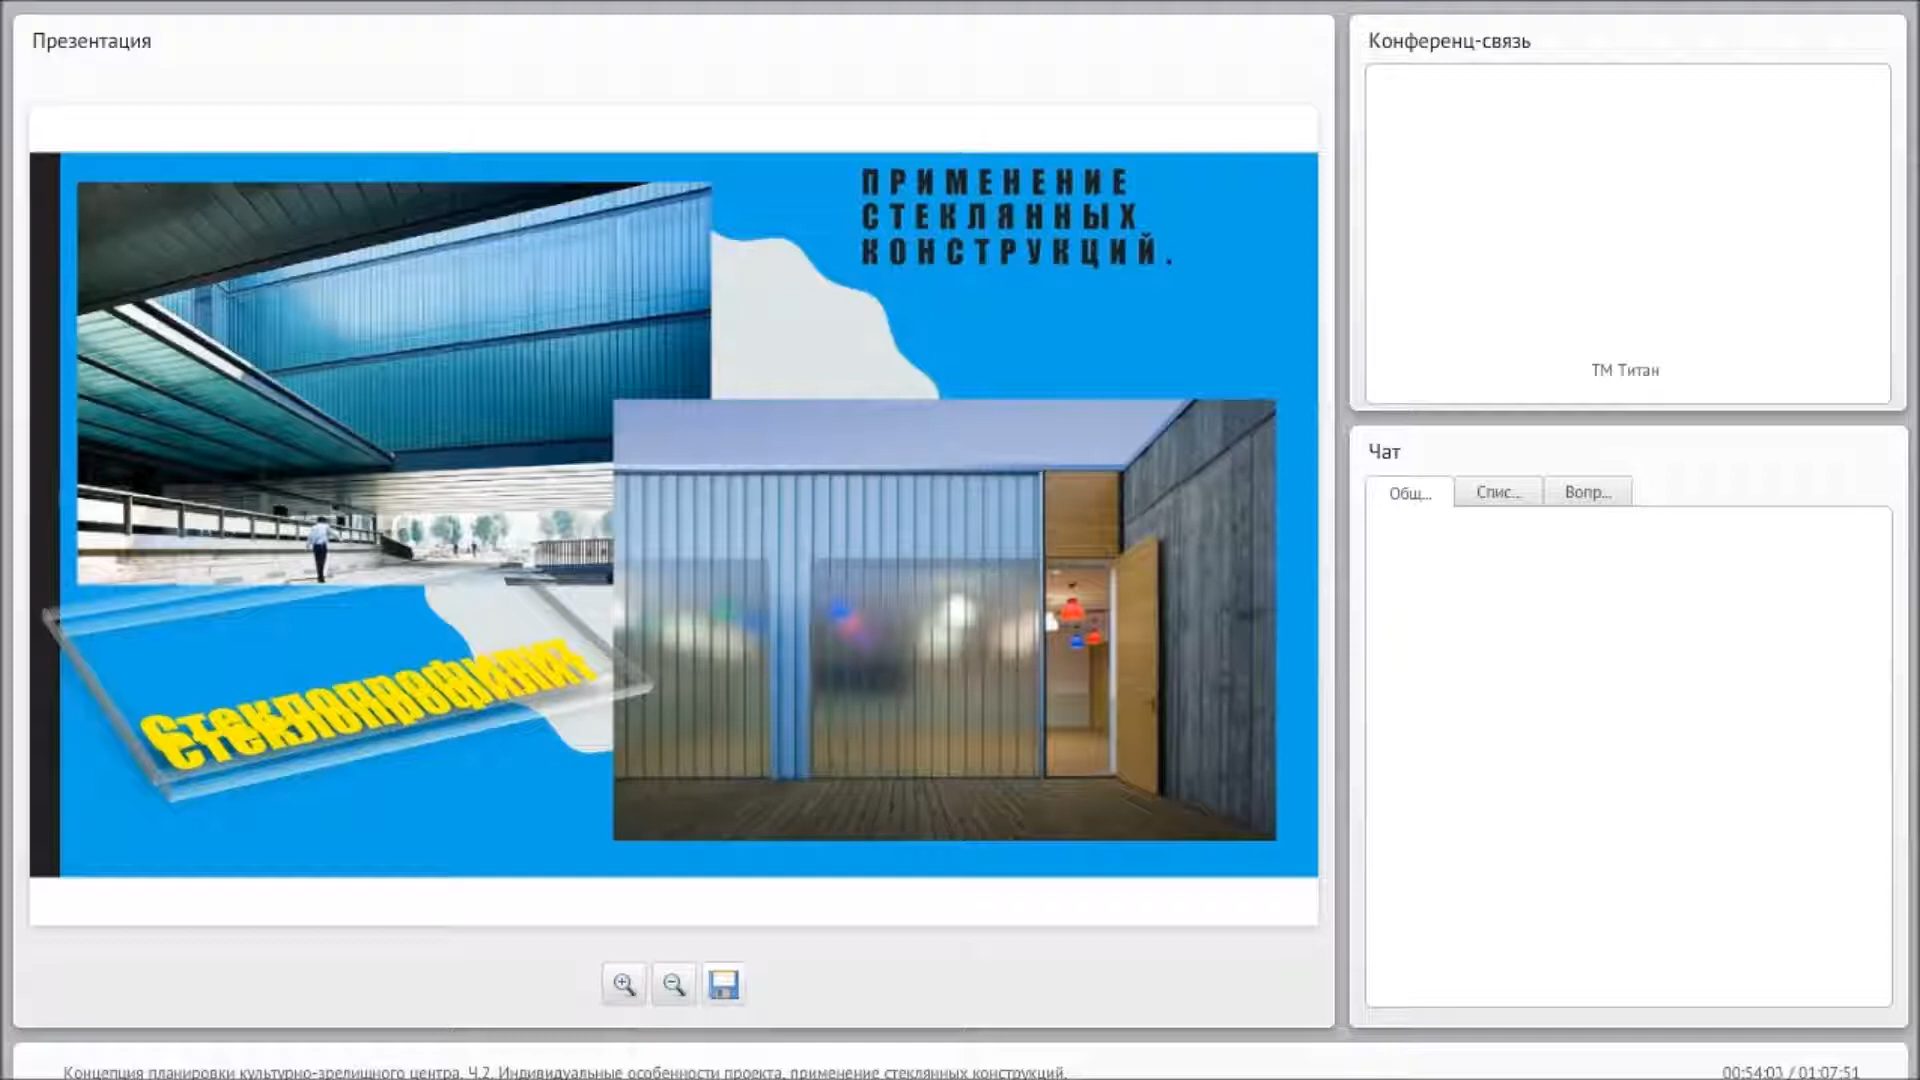 Презентация
ПРИМЕНЕНИЕ
СТЕКЛЯННЫХ
КОНСТРУКЦИЙ.
Стеклопрофилит
Конференц-связь
ТМ Титан
Чат
Общ...
Спис...
Вопр...
Концепция планировки культурно-зрелищного центра. Ч.2. Индивидуальные особенности проекта, применение стеклянных конструкций.
00:54:03 / 01:07:51